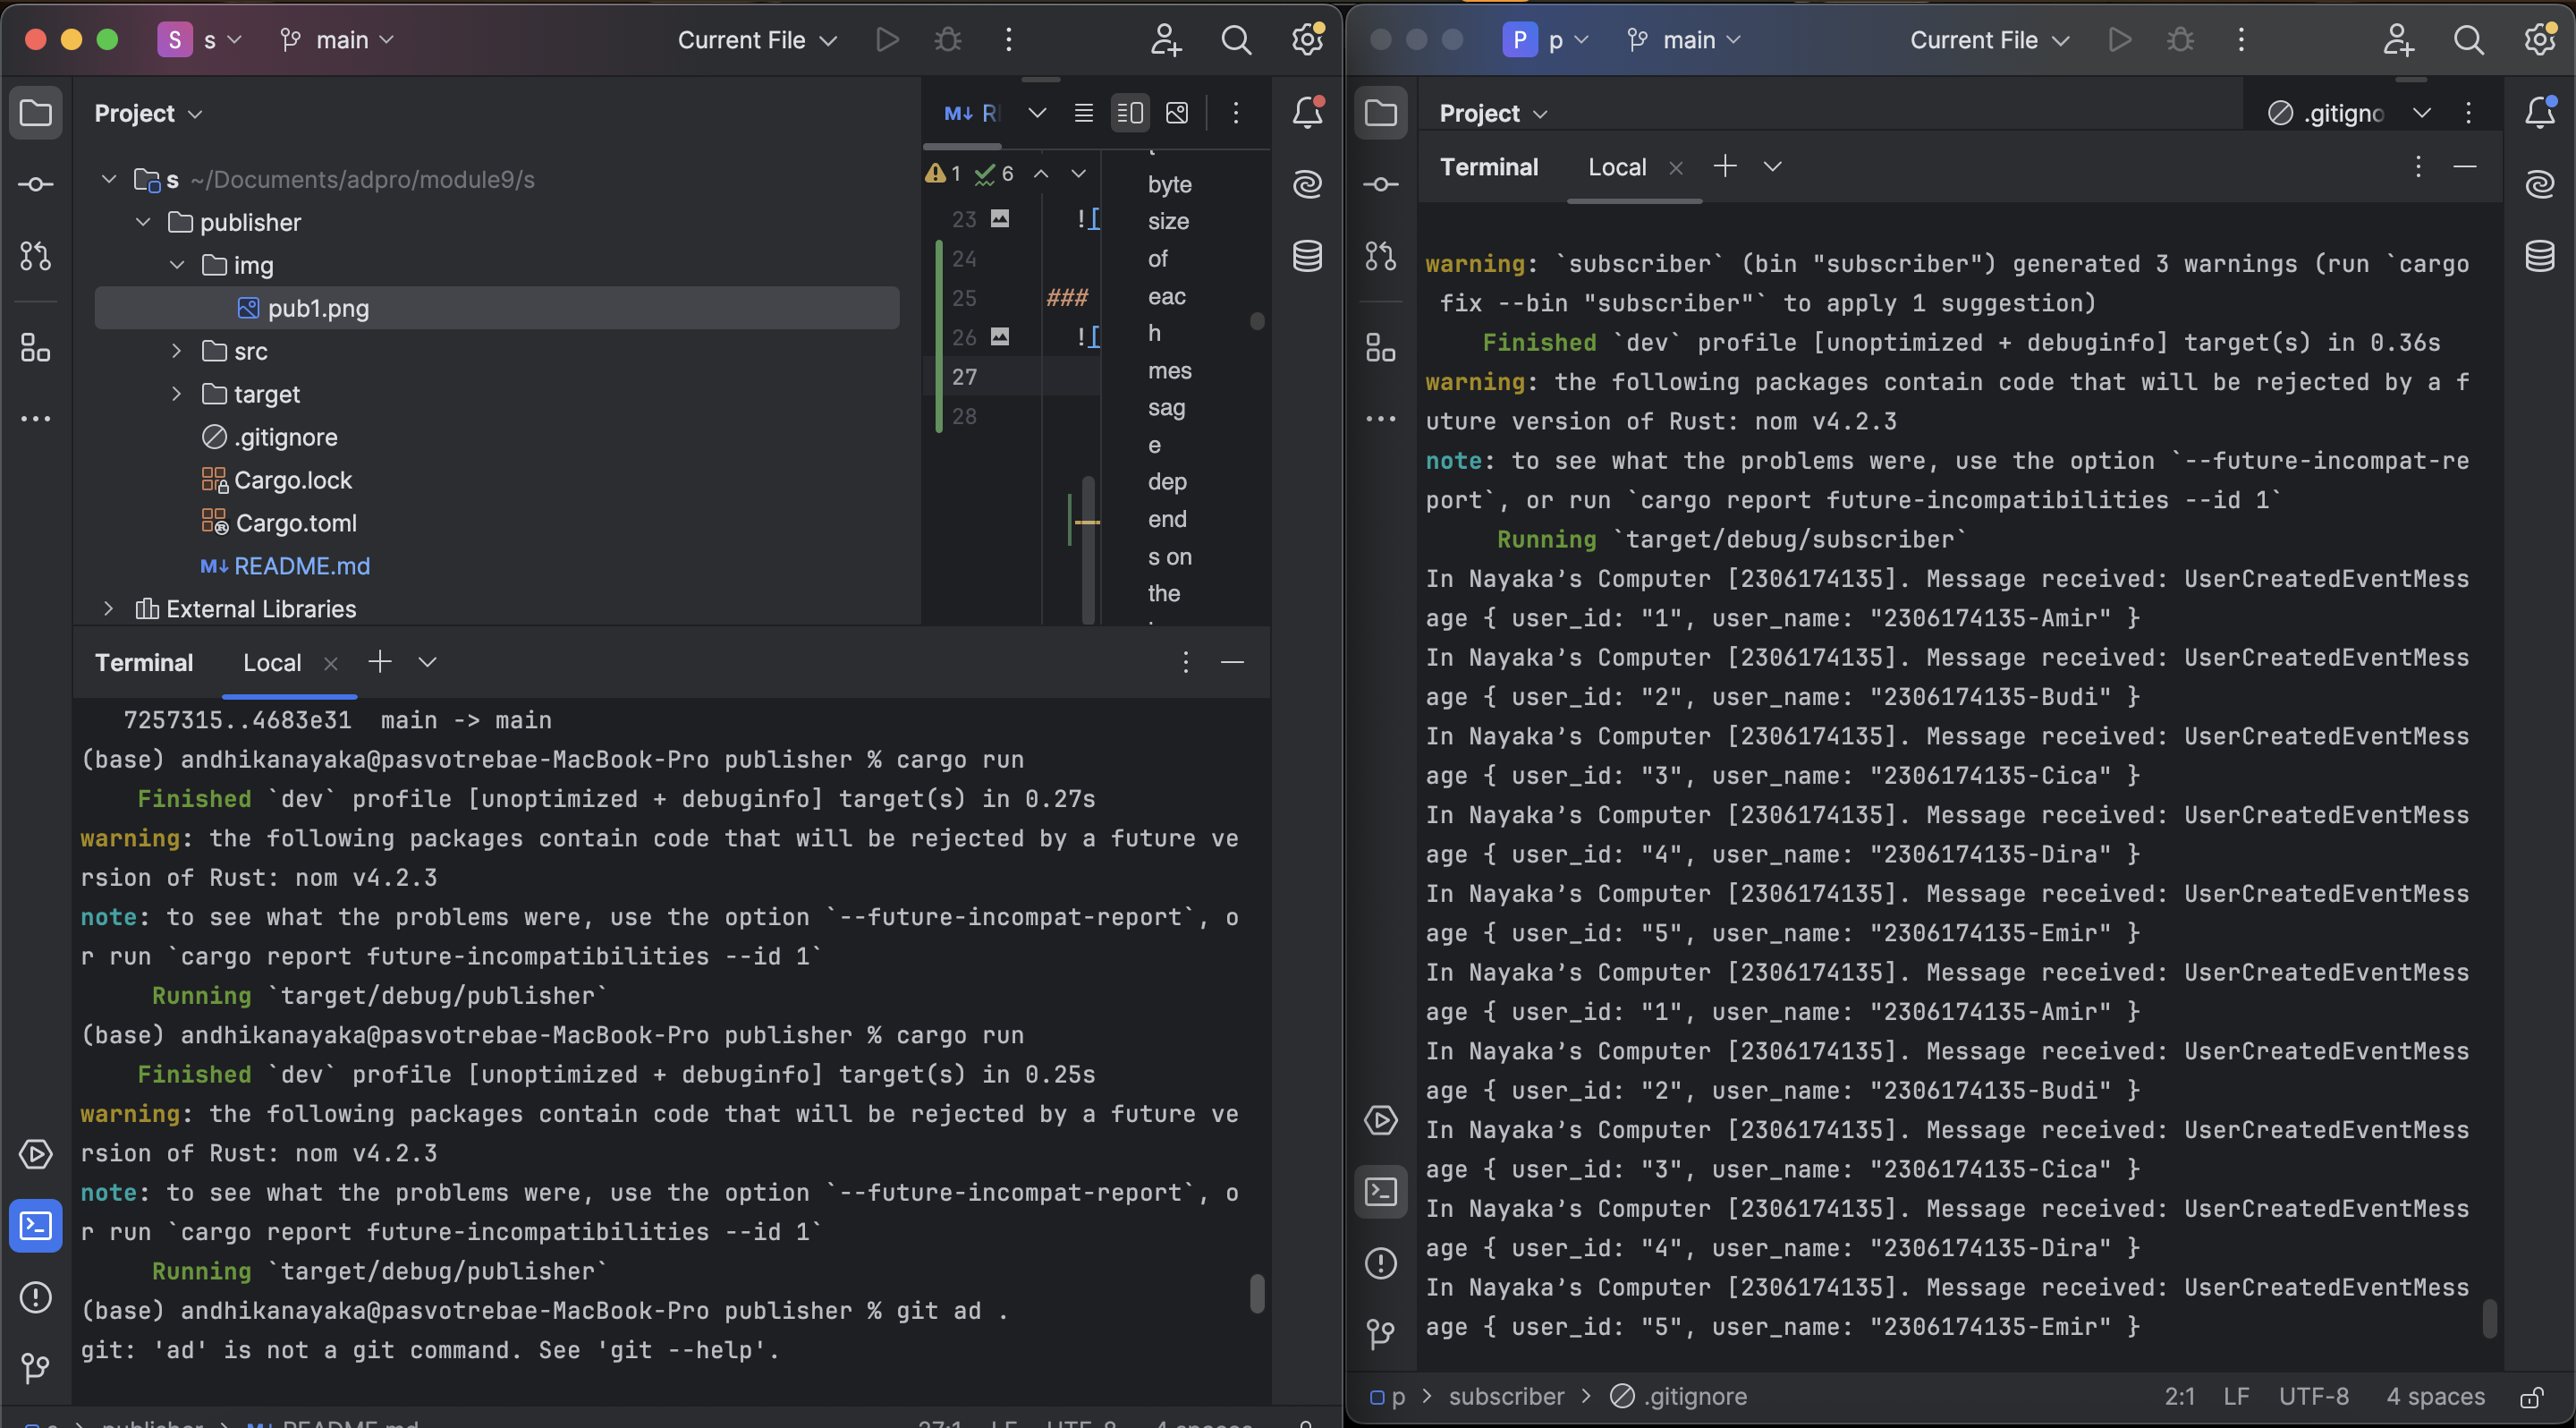 S s main Current File
Project
s ~/Documents/adpro/module9/s
publisher
img
pub1.png
src
target
.gitignore
Cargo.lock
Cargo.toml
README.md
External Libraries
1 6
23 ![
24
25 ###
26 ![
27
28
byte
size
of
eac
h
mes
sag
e
dep
end
s on
the
Terminal Local
7257315..4683e31 main -> main
(base) andhikanayaka@pasvotrebae-MacBook-Pro publisher % cargo run
Finished `dev` profile [unoptimized + debuginfo] target(s) in 0.27s
warning: the following packages contain code that will be rejected by a future ve
rsion of Rust: nom v4.2.3
note: to see what the problems were, use the option `--future-incompat-report`, o
r run `cargo report future-incompatibilities --id 1`
Running `target/debug/publisher`
(base) andhikanayaka@pasvotrebae-MacBook-Pro publisher % cargo run
Finished `dev` profile [unoptimized + debuginfo] target(s) in 0.25s
warning: the following packages contain code that will be rejected by a future ve
rsion of Rust: nom v4.2.3
note: to see what the problems were, use the option `--future-incompat-report`, o
r run `cargo report future-incompatibilities --id 1`
Running `target/debug/publisher`
(base) andhikanayaka@pasvotrebae-MacBook-Pro publisher % git ad .
git: 'ad' is not a git command. See 'git --help'.
P p main Current File
Project .gitigno
Terminal Local
warning: `subscriber` (bin "subscriber") generated 3 warnings (run `cargo
fix --bin "subscriber"` to apply 1 suggestion)
Finished `dev` profile [unoptimized + debuginfo] target(s) in 0.36s
warning: the following packages contain code that will be rejected by a f
uture version of Rust: nom v4.2.3
note: to see what the problems were, use the option `--future-incompat-re
port`, or run `cargo report future-incompatibilities --id 1`
Running `target/debug/subscriber`
In Nayaka’s Computer [2306174135]. Message received: UserCreatedEventMess
age { user_id: "1", user_name: "2306174135-Amir" }
In Nayaka’s Computer [2306174135]. Message received: UserCreatedEventMess
age { user_id: "2", user_name: "2306174135-Budi" }
In Nayaka’s Computer [2306174135]. Message received: UserCreatedEventMess
age { user_id: "3", user_name: "2306174135-Cica" }
In Nayaka’s Computer [2306174135]. Message received: UserCreatedEventMess
age { user_id: "4", user_name: "2306174135-Dira" }
In Nayaka’s Computer [2306174135]. Message received: UserCreatedEventMess
age { user_id: "5", user_name: "2306174135-Emir" }
In Nayaka’s Computer [2306174135]. Message received: UserCreatedEventMess
age { user_id: "1", user_name: "2306174135-Amir" }
In Nayaka’s Computer [2306174135]. Message received: UserCreatedEventMess
age { user_id: "2", user_name: "2306174135-Budi" }
In Nayaka’s Computer [2306174135]. Message received: UserCreatedEventMess
age { user_id: "3", user_name: "2306174135-Cica" }
In Nayaka’s Computer [2306174135]. Message received: UserCreatedEventMess
age { user_id: "4", user_name: "2306174135-Dira" }
In Nayaka’s Computer [2306174135]. Message received: UserCreatedEventMess
age { user_id: "5", user_name: "2306174135-Emir" }
p > subscriber > .gitignore 2:1 LF UTF-8 4 spaces